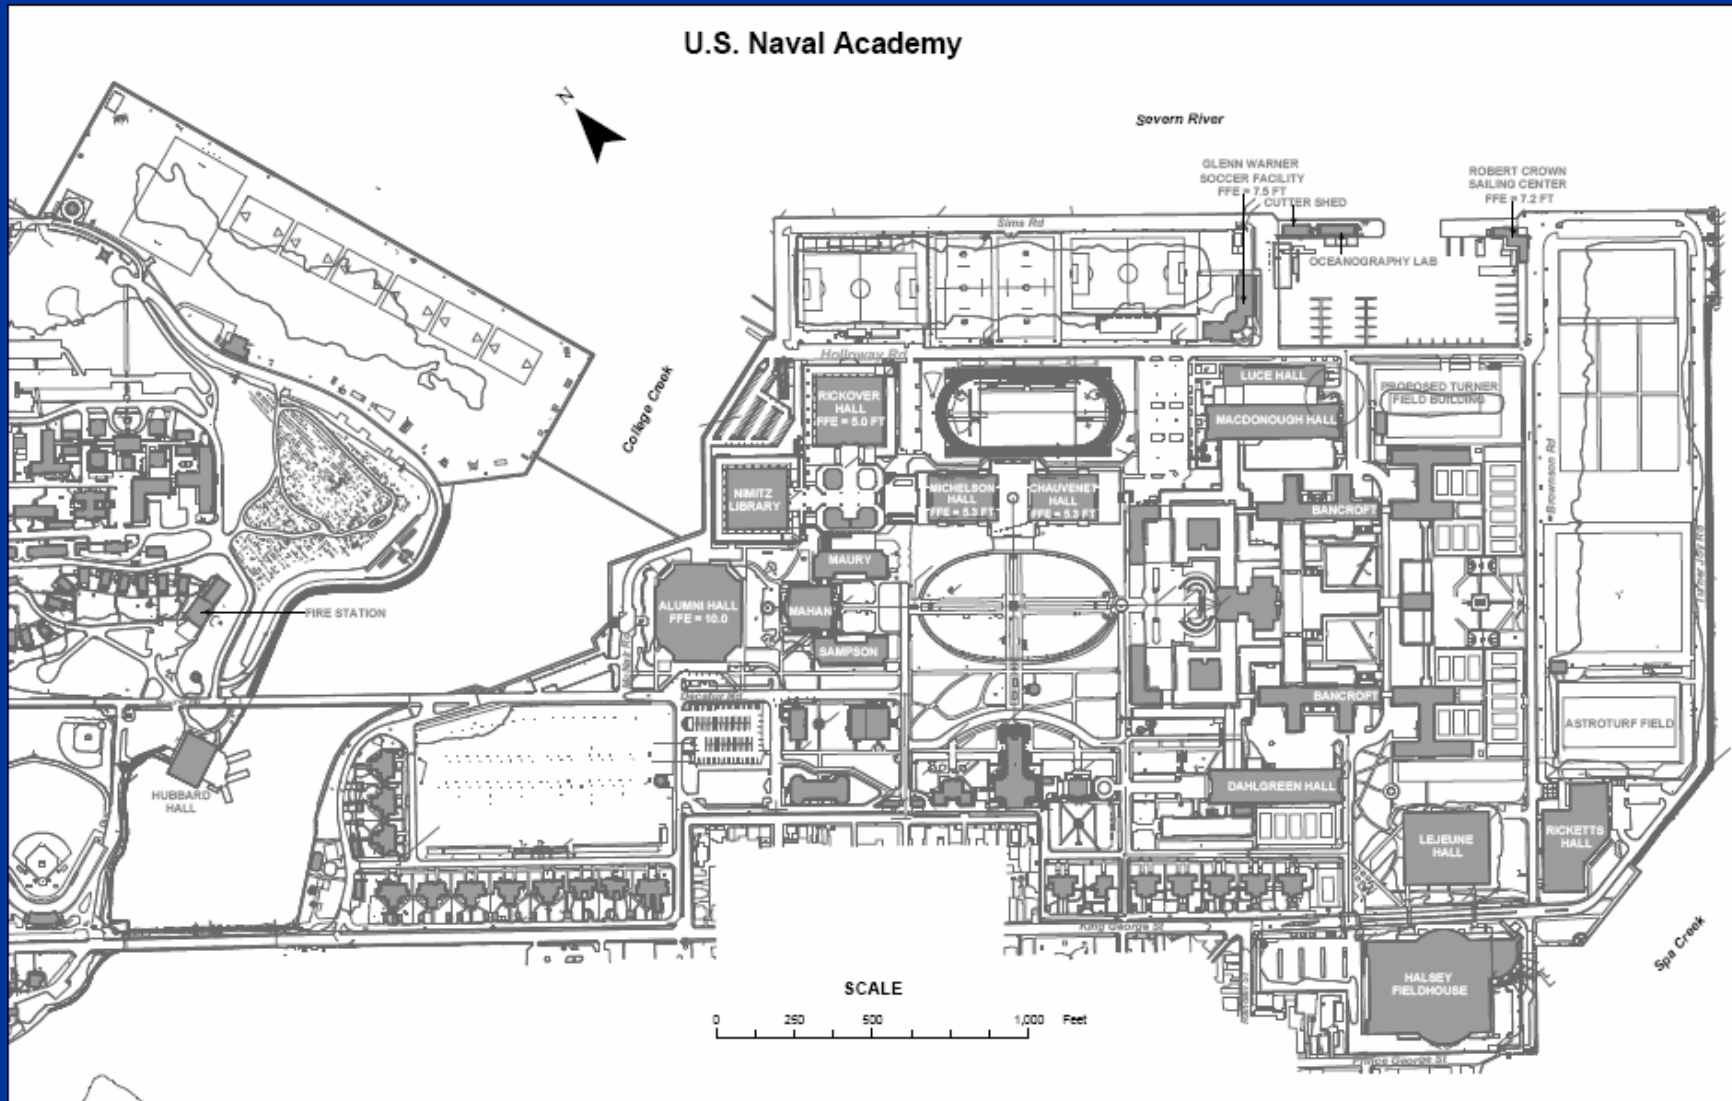 U.S. Naval Academy
N
Severn River
GLENN WARNER
SOCCER FACILITY
FFE = 7.5 FT
CUTTER SHED
ROBERT CROWN
SAILING CENTER
FFE = 7.2 FT
Sims Rd
OCEANOGRAPHY LAB
College Creek
Holloway Rd
RICKOVER
HALL
FFE = 5.0 FT
LUCE HALL
MACDONOUGH HALL
PROPOSED TURNER
FIELD BUILDING
Brownson Rd
NIMITZ
LIBRARY
MICHELSON
HALL
FFE = 5.3 FT
CHAUVENET
HALL
FFE = 5.3 FT
BANCROFT
MAURY
Turner Joy Rd
FIRE STATION
ALUMNI HALL
FFE = 10.0
MAHAN
SAMPSON
McNair Rd
Decatur Rd
BANCROFT
ASTROTURF FIELD
HUBBARD
HALL
DAHLGREEN HALL
LEJEUNE
HALL
RICKETTS
HALL
King George St
Spa Creek
HALSEY
FIELDHOUSE
SCALE
0 250 500 1,000 Feet
Prince George St